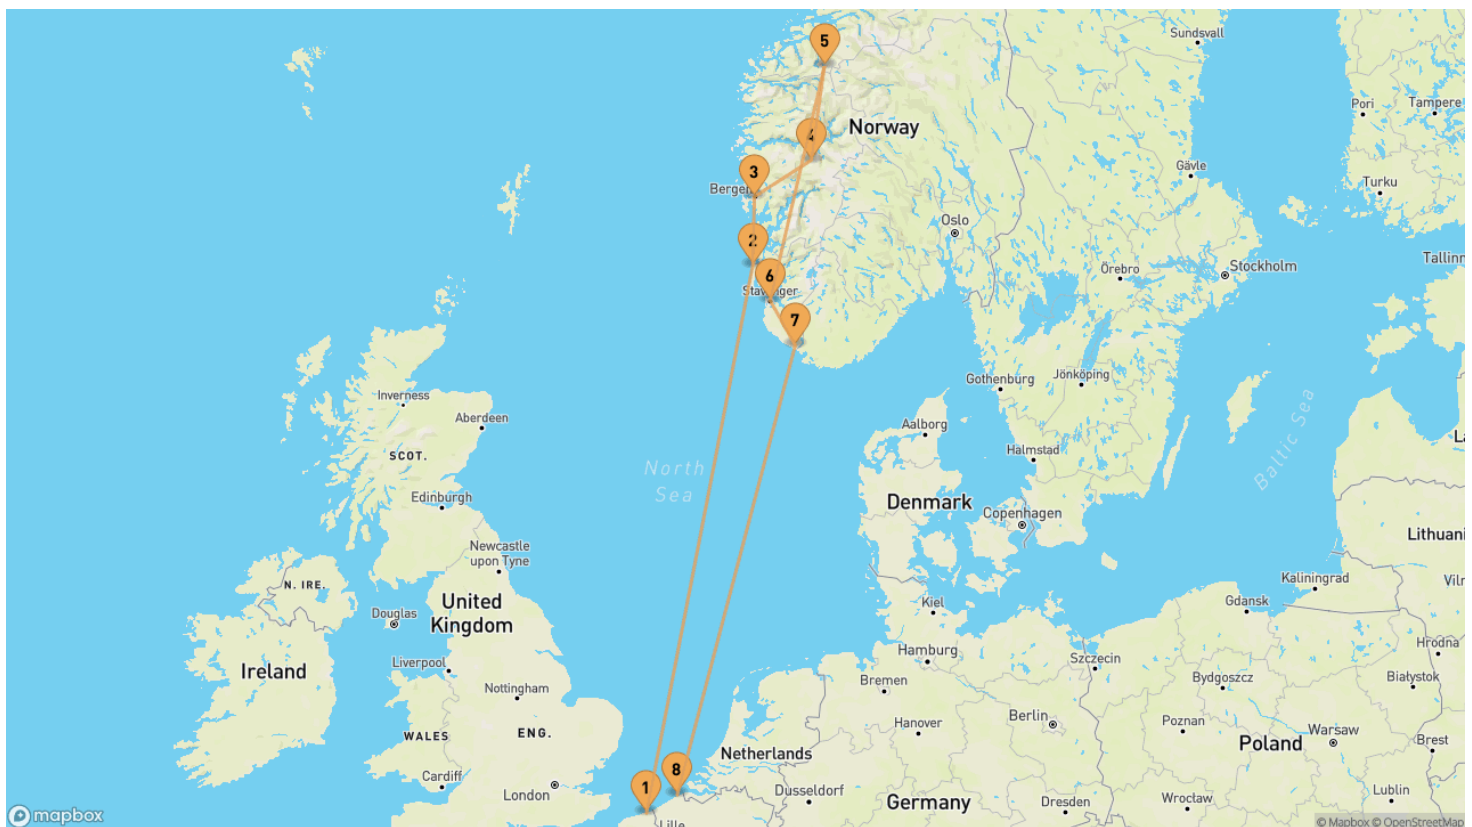 5
Sundsvall
Pori
Tampere
4
Norway
Gävle
3
Bergen
Turku
Oslo
2
Stockholm
Tallinn
Örebro
6
Stavanger
7
Jönköping
Gothenburg
Inverness
Aberdeen
Aalborg
Halmstad
SCOT.
North
Sea
Baltic Sea
Edinburgh
Denmark
Copenhagen
Lithuani
Newcastle
upon Tyne
N. IRE.
Kaliningrad
Viln
United
Kingdom
Douglas
Kiel
Gdansk
Hrodna
Ireland
Liverpool
Hamburg
Szczecin
Bremen
Bydgoszcz
Białystok
Nottingham
Hanover
Berlin
Poznan
Warsaw
WALES
ENG.
Netherlands
Poland
Brest
8
Cardiff
London
1
Dusseldorf
Germany
Dresden
Wrocław
Lublin
Lille
mapbox
© Mapbox © OpenStreetMap